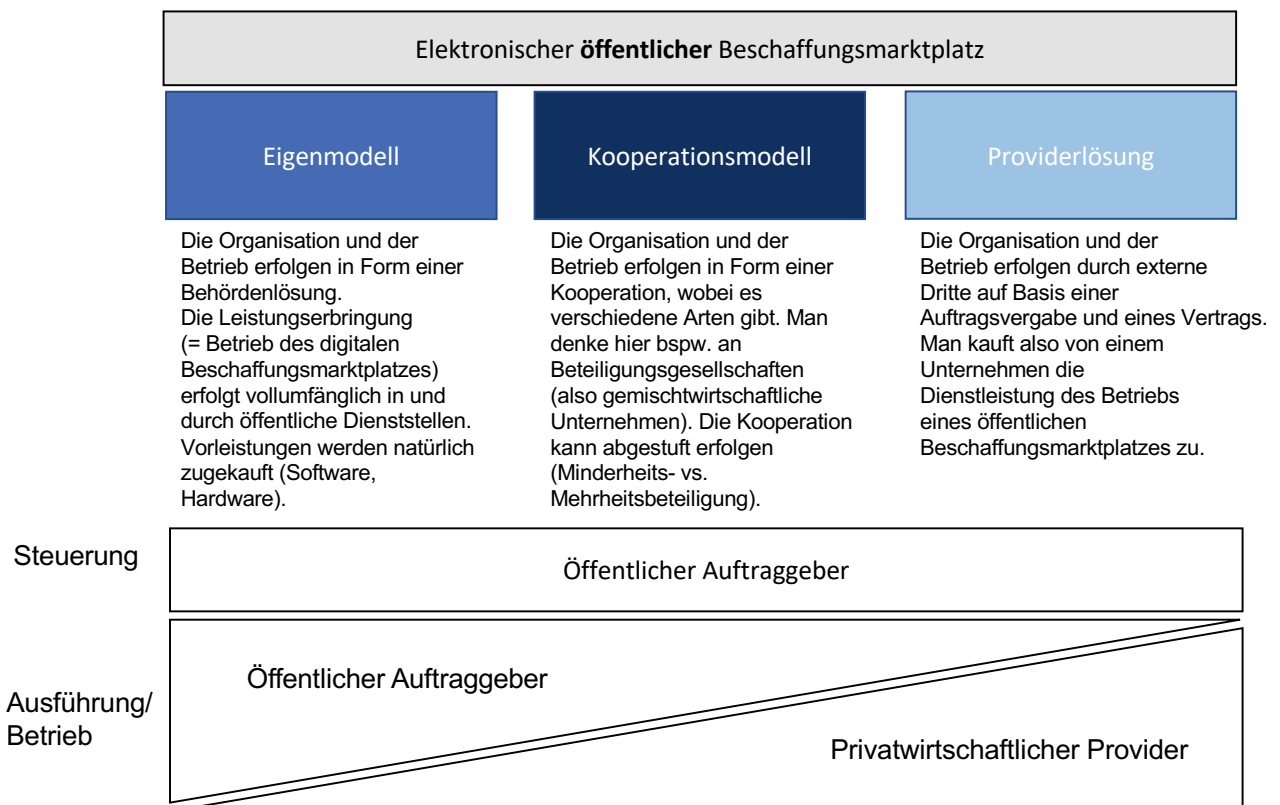 Elektronischer öffentlicher Beschaffungsmarktplatz
Eigenmodell
Kooperationsmodell
Providerlösung
Die Organisation und der
Betrieb erfolgen in Form einer
Behördenlösung.
Die Leistungserbringung
(= Betrieb des digitalen
Beschaffungsmarktplatzes)
erfolgt vollumfänglich in und
durch öffentliche Dienststellen.
Vorleistungen werden natürlich
zugekauft (Software,
Hardware).
Die Organisation und der
Betrieb erfolgen in Form einer
Kooperation, wobei es
verschiedene Arten gibt. Man
denke hier bspw. an
Beteiligungsgesellschaften
(also gemischtwirtschaftliche
Unternehmen). Die Kooperation
kann abgestuft erfolgen
(Minderheits- vs.
Mehrheitsbeteiligung).
Die Organisation und der
Betrieb erfolgen durch externe
Dritte auf Basis einer
Auftragsvergabe und eines Vertrags.
Man kauft also von einem
Unternehmen die
Dienstleistung des Betriebs
eines öffentlichen
Beschaffungsmarktplatzes zu.
Steuerung
Öffentlicher Auftraggeber
Ausführung/
Betrieb
Öffentlicher Auftraggeber
Privatwirtschaftlicher Provider